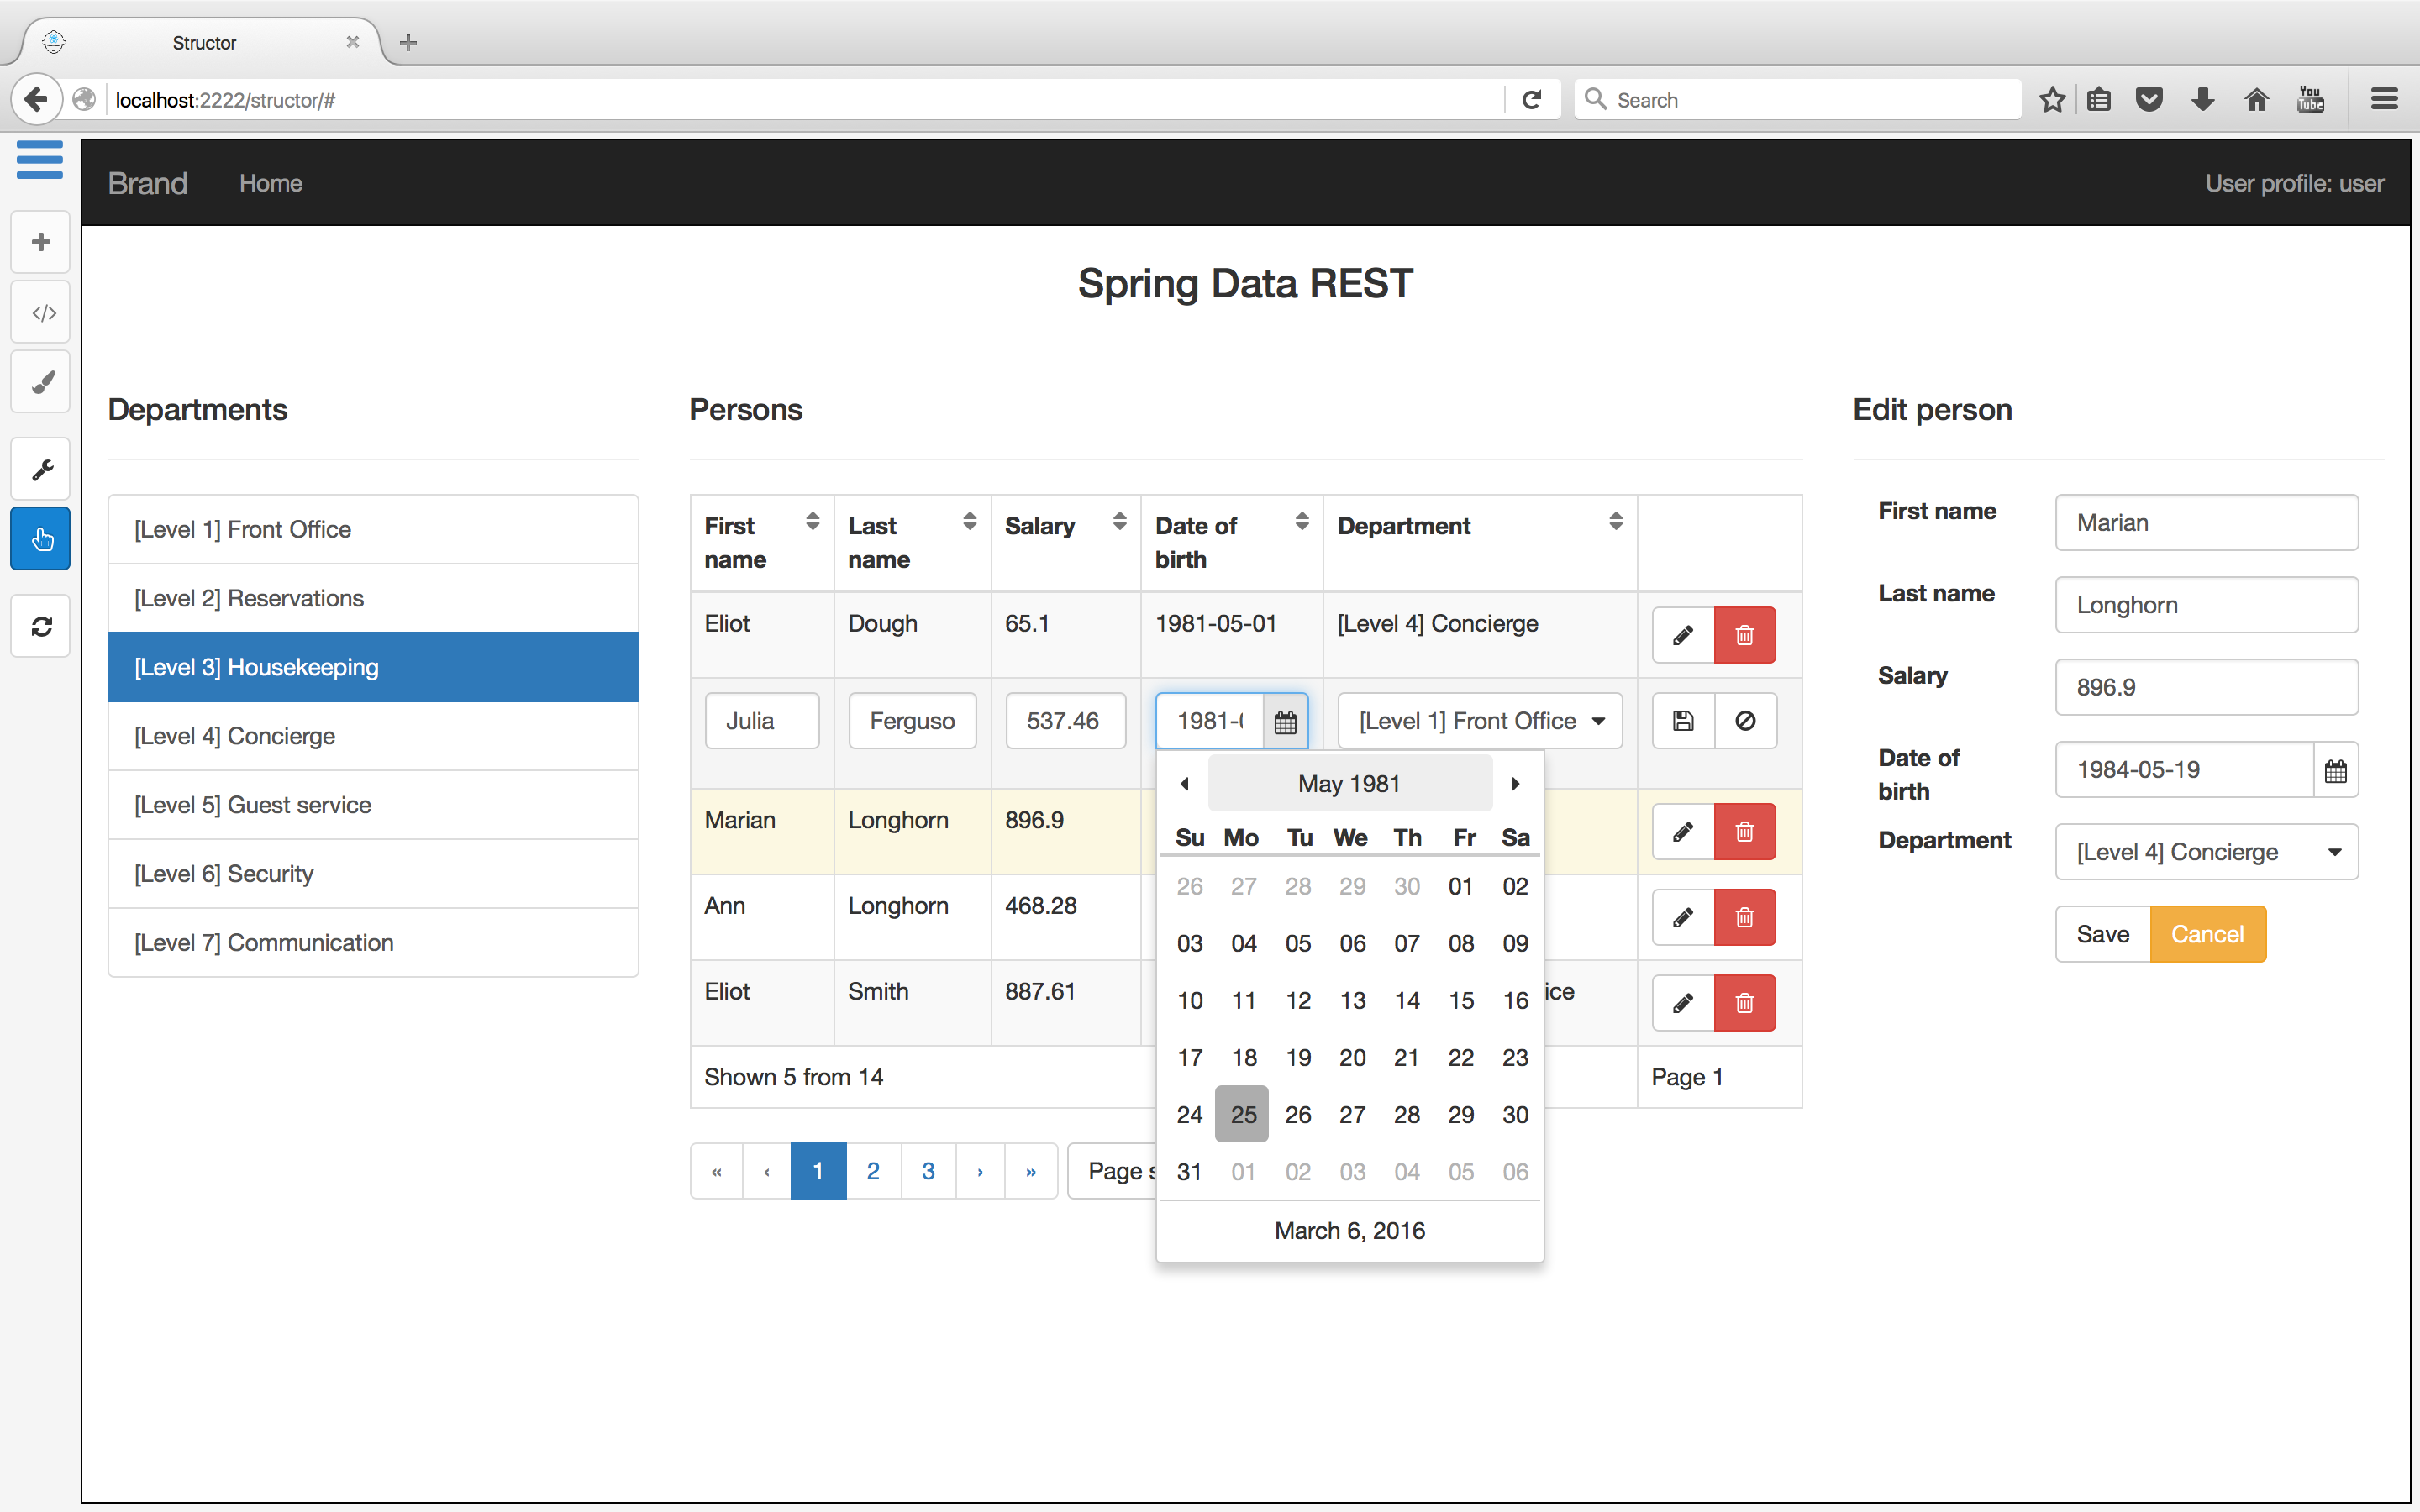 Structor
localhost:2222/structor/#
Search
You
Tube
Brand
Home
User profile: user
Spring Data REST
Departments
[Level 1] Front Office
[Level 2] Reservations
[Level 3] Housekeeping
[Level 4] Concierge
[Level 5] Guest service
[Level 6] Security
[Level 7] Communication
Persons
First name Last name Salary Date of birth Department
Eliot Dough 65.1 1981-05-01 [Level 4] Concierge
Julia Ferguso 537.46 1981-0 [Level 1] Front Office
Marian Longhorn 896.9
Ann Longhorn 468.28
Eliot Smith 887.61 ice
Shown 5 from 14 Page 1
« ‹ 1 2 3 › » Page s
May 1981
Su Mo Tu We Th Fr Sa
26 27 28 29 30 01 02
03 04 05 06 07 08 09
10 11 12 13 14 15 16
17 18 19 20 21 22 23
24 25 26 27 28 29 30
31 01 02 03 04 05 06
March 6, 2016
Edit person
First name Marian
Last name Longhorn
Salary 896.9
Date of birth 1984-05-19
Department [Level 4] Concierge
Save Cancel